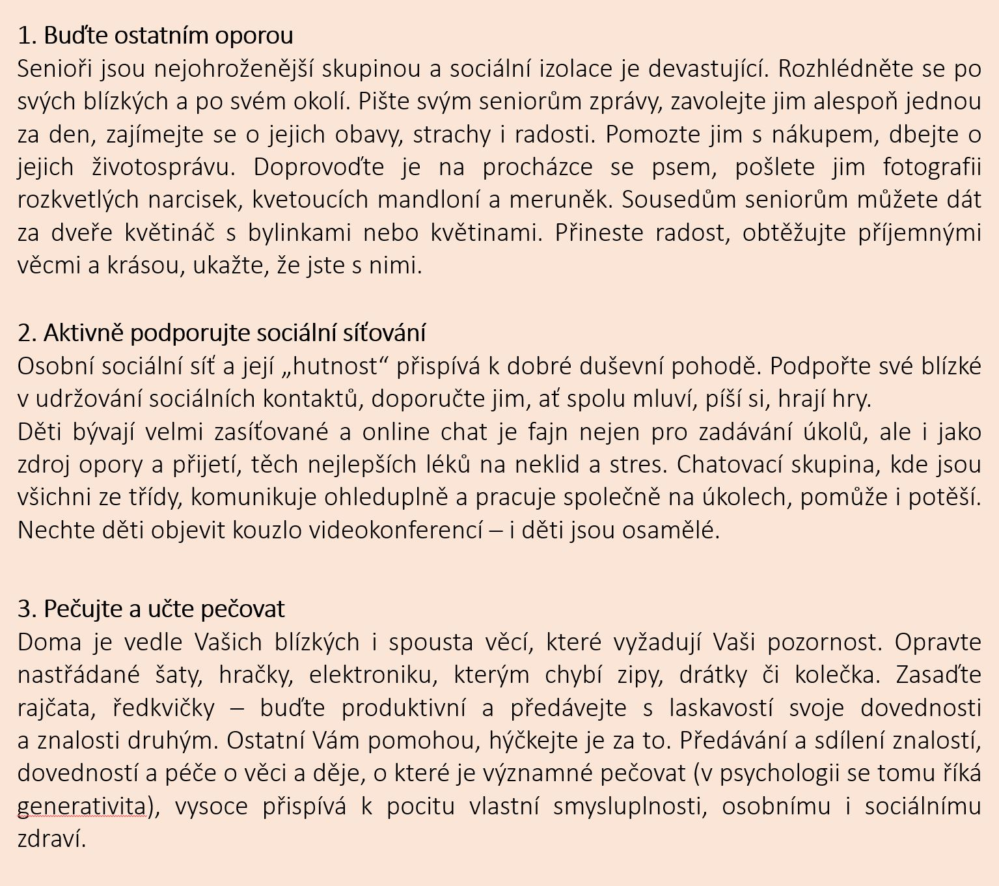 1. Buďte ostatním oporou
Senioři jsou nejohroženější skupinou a sociální izolace je devastující. Rozhlédněte se po
svých blízkých a po svém okolí. Pište svým seniorům zprávy, zavolejte jim alespoň jednou
za den, zajímejte se o jejich obavy, strachy i radosti. Pomozte jim s nákupem, dbejte o
jejich životosprávu. Doprovoďte je na procházce se psem, pošlete jim fotografii
rozkvetlých narcisek, kvetoucích mandloní a meruněk. Sousedům seniorům můžete dát
za dveře květináč s bylinkami nebo květinami. Přineste radost, obtěžujte příjemnými
věcmi a krásou, ukažte, že jste s nimi.
2. Aktivně podporujte sociální síťování
Osobní sociální síť a její „hutnost“ přispívá k dobré duševní pohodě. Podpořte své blízké
v udržování sociálních kontaktů, doporučte jim, ať spolu mluví, píší si, hrají hry.
Děti bývají velmi zasíťované a online chat je fajn nejen pro zadávání úkolů, ale i jako
zdroj opory a přijetí, těch nejlepších léků na neklid a stres. Chatovací skupina, kde jsou
všichni ze třídy, komunikuje ohleduplně a pracuje společně na úkolech, pomůže i potěší.
Nechte děti objevit kouzlo videokonferencí – i děti jsou osamělé.
3. Pečujte a učte pečovat
Doma je vedle Vašich blízkých i spousta věcí, které vyžadují Vaši pozornost. Opravte
nastřádané šaty, hračky, elektroniku, kterým chybí zipy, drátky či kolečka. Zasaďte
rajčata, ředkvičky – buďte produktivní a předávejte s laskavostí svoje dovednosti
a znalosti druhým. Ostatní Vám pomohou, hýčkejte je za to. Předávání a sdílení znalostí,
dovedností a péče o věci a děje, o které je významné pečovat (v psychologii se tomu říká
generativita), vysoce přispívá k pocitu vlastní smysluplnosti, osobnímu i sociálnímu
zdraví.